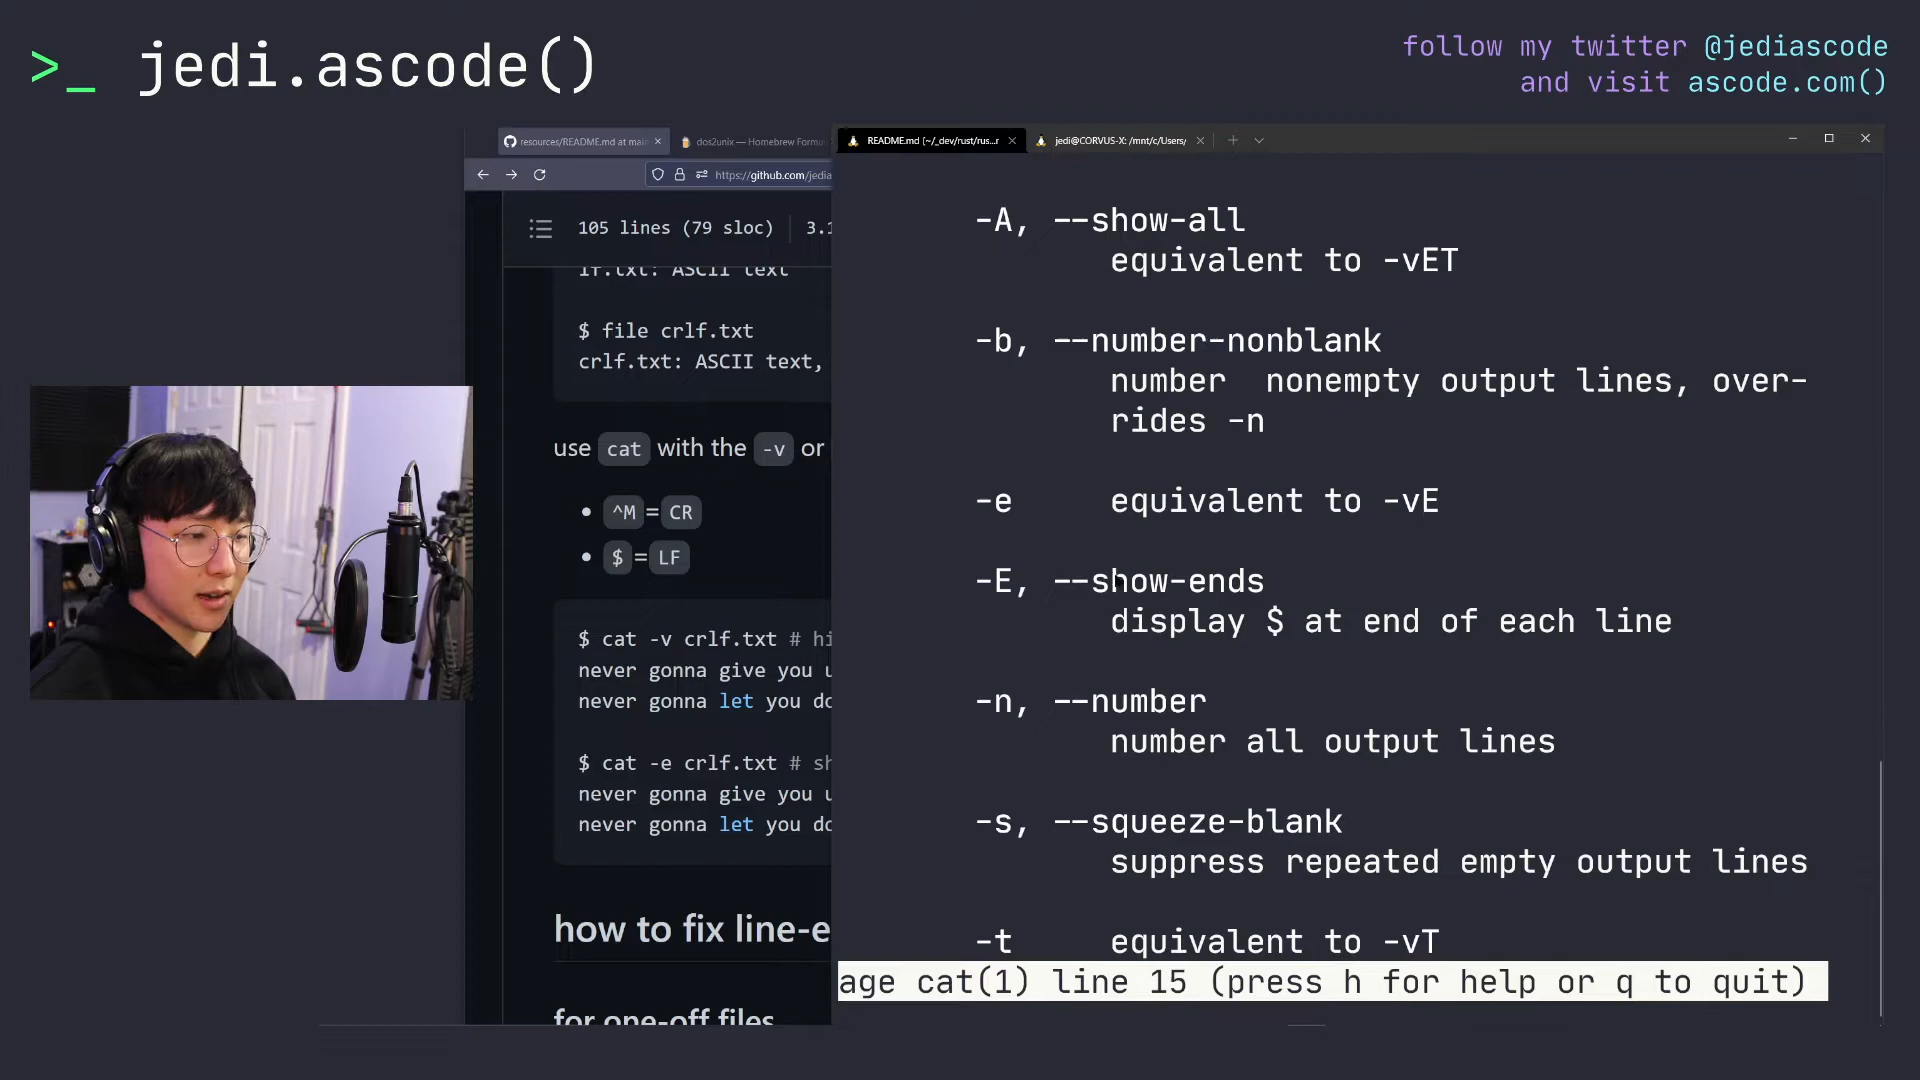 >_ jedi.ascode()
follow my twitter @jediascode
and visit ascode.com()
resources/README.md at main
dos2unix — Homebrew Formu
README.md [~/_dev/rust/rus...r
jedi@CORVUS-X: /mnt/c/Users/
https://github.com/jedia
105 lines (79 sloc) 3.1
lf.txt: ASCII text
$ file crlf.txt
crlf.txt: ASCII text,
use cat with the -v or
^M = CR
$ = LF
$ cat -v crlf.txt # hi
never gonna give you u
never gonna let you do
$ cat -e crlf.txt # sh
never gonna give you u
never gonna let you do
how to fix line-e
for one-off files
-A, --show-all
equivalent to -vET
-b, --number-nonblank
number  nonempty output lines, over-
rides -n
-e equivalent to -vE
-E, --show-ends
display $ at end of each line
-n, --number
number all output lines
-s, --squeeze-blank
suppress repeated empty output lines
-t equivalent to -vT
age cat(1) line 15 (press h for help or q to quit)